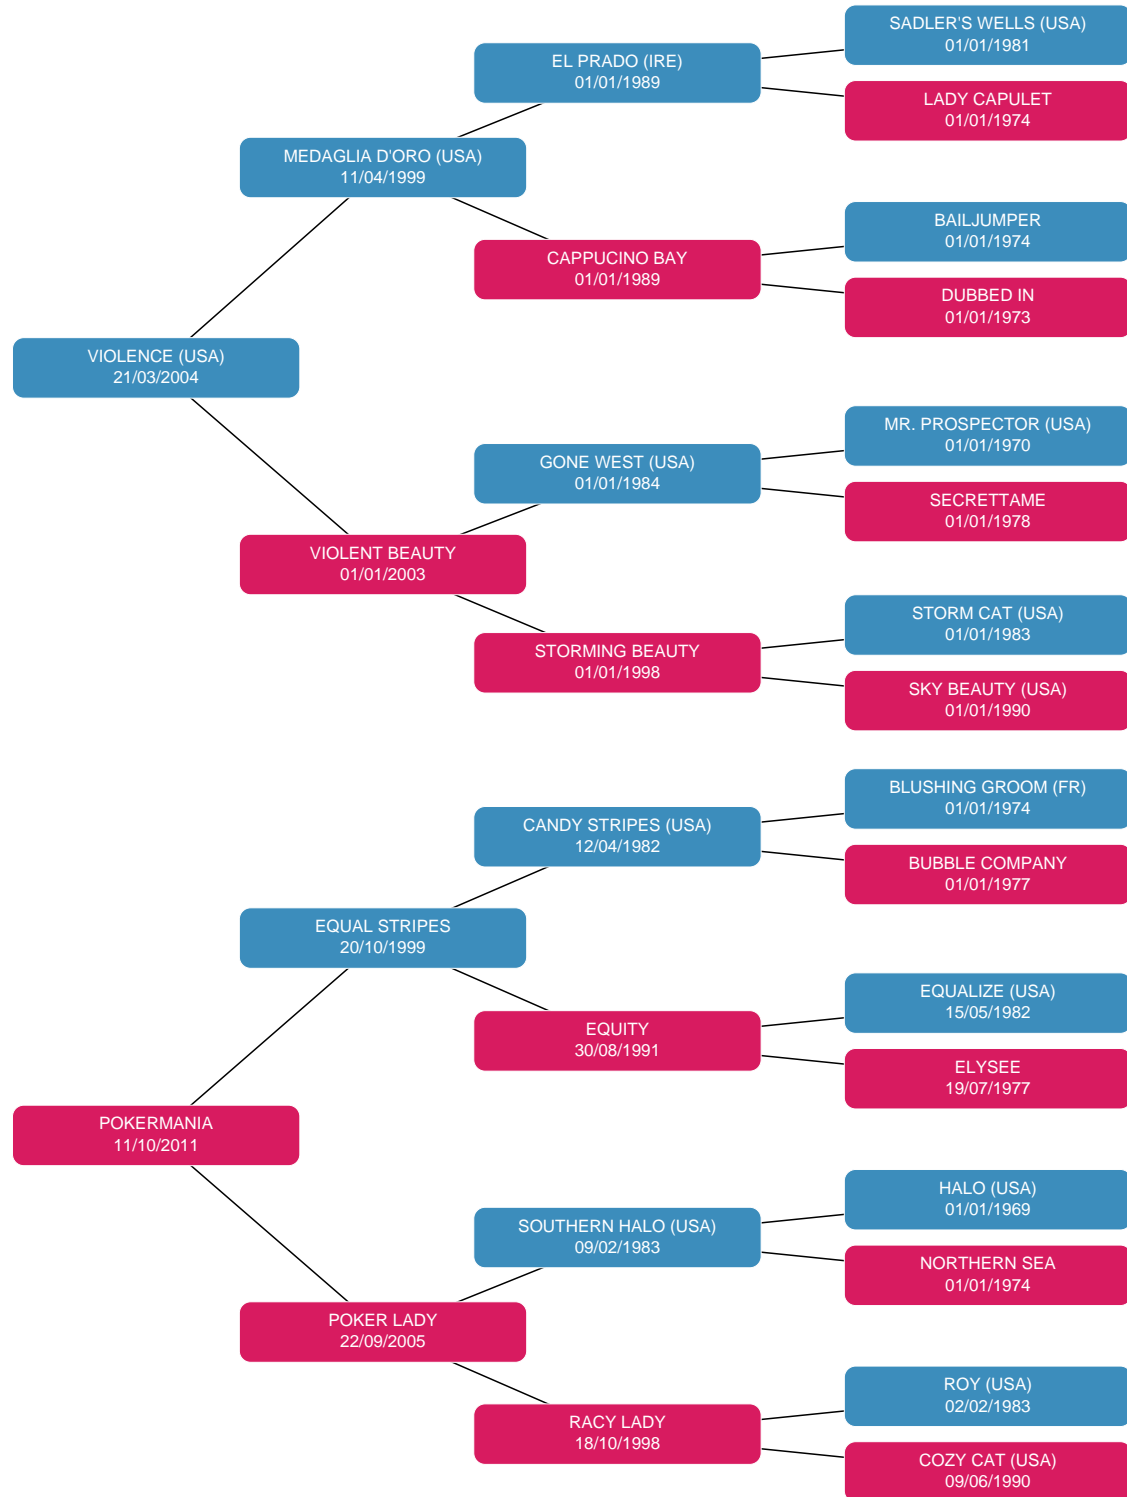 SADLER'S WELLS (USA)
01/01/1981
EL PRADO (IRE)
01/01/1989
LADY CAPULET
01/01/1974
MEDAGLIA D'ORO (USA)
11/04/1999
BAILJUMPER
01/01/1974
CAPPUCINO BAY
01/01/1989
DUBBED IN
01/01/1973
VIOLENCE (USA)
21/03/2004
MR. PROSPECTOR (USA)
01/01/1970
GONE WEST (USA)
01/01/1984
SECRETTAME
01/01/1978
VIOLENT BEAUTY
01/01/2003
STORM CAT (USA)
01/01/1983
STORMING BEAUTY
01/01/1998
SKY BEAUTY (USA)
01/01/1990
BLUSHING GROOM (FR)
01/01/1974
CANDY STRIPES (USA)
12/04/1982
BUBBLE COMPANY
01/01/1977
EQUAL STRIPES
20/10/1999
EQUALIZE (USA)
15/05/1982
EQUITY
30/08/1991
ELYSEE
19/07/1977
POKERMANIA
11/10/2011
HALO (USA)
01/01/1969
SOUTHERN HALO (USA)
09/02/1983
NORTHERN SEA
01/01/1974
POKER LADY
22/09/2005
ROY (USA)
02/02/1983
RACY LADY
18/10/1998
COZY CAT (USA)
09/06/1990